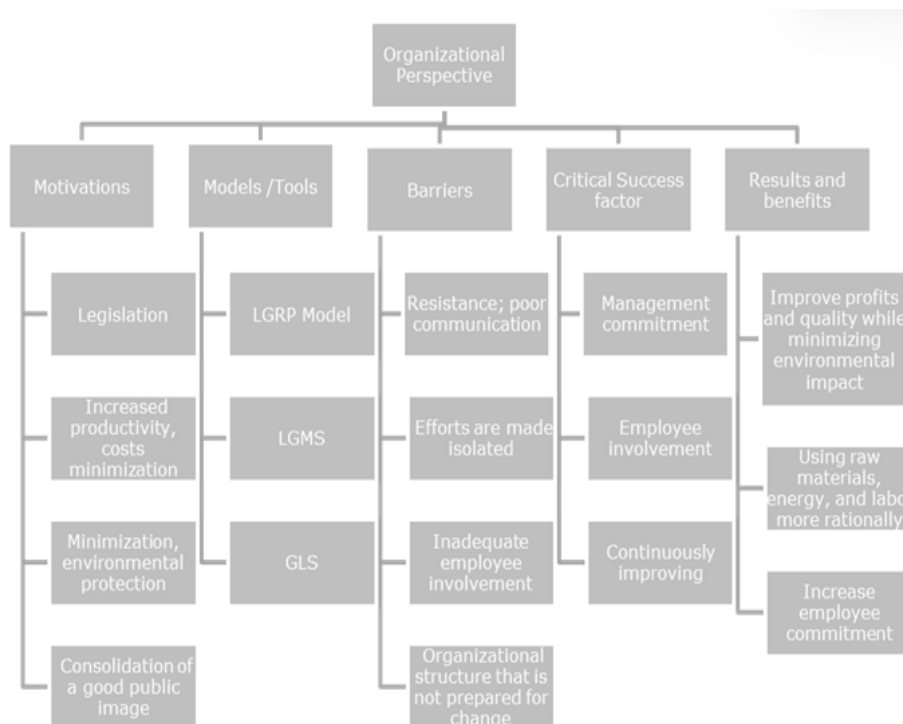 Organizational
Perspective
Motivations
Models /Tools
Barriers
Critical Success
factor
Results and
benefits
Legislation
Increased
productivity,
costs
minimization
Minimization,
environmental
protection
Consolidation of
a good public
image
LGRP Model
LGMS
GLS
Resistance; poor
communication
Efforts are made
isolated
Inadequate
employee
involvement
Organizational
structure that is
not prepared for
change
Management
commitment
Employee
involvement
Continuously
improving
Improve profits
and quality while
minimizing
environmental
impact
Using raw
materials,
energy, and labo
more rationally
Increase
employee
commitment